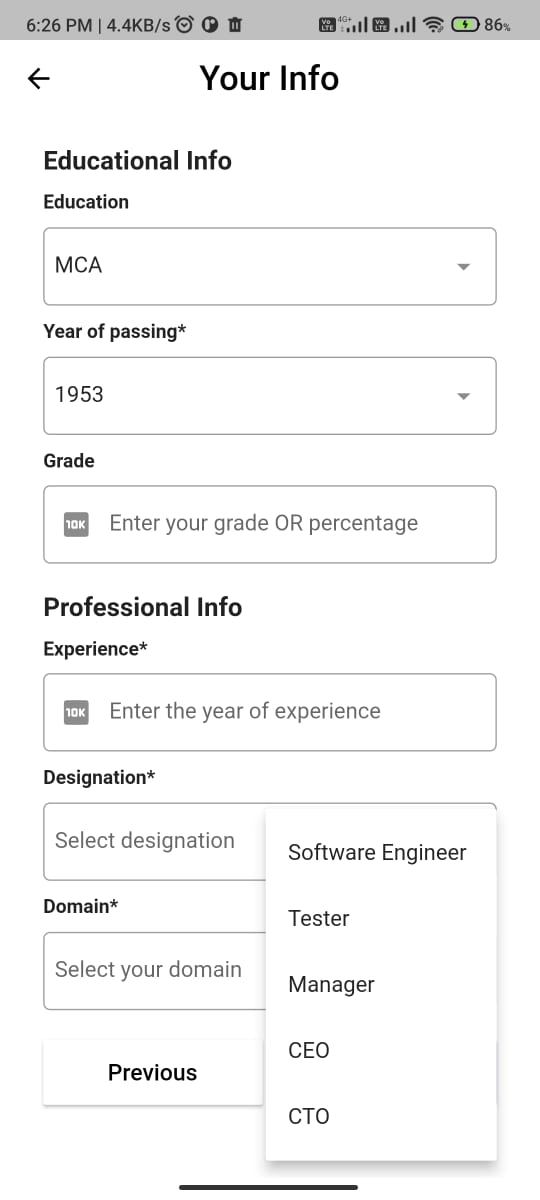 6:26 PM | 4.4KB/s Vo LTE 4G+ Vo LTE 86%
Your Info
Educational Info
Education
MCA
Year of passing*
1953
Grade
10K Enter your grade OR percentage
Professional Info
Experience*
10K Enter the year of experience
Designation*
Select designation
Software Engineer
Domain*
Tester
Select your domain
Manager
CEO
Previous
CTO